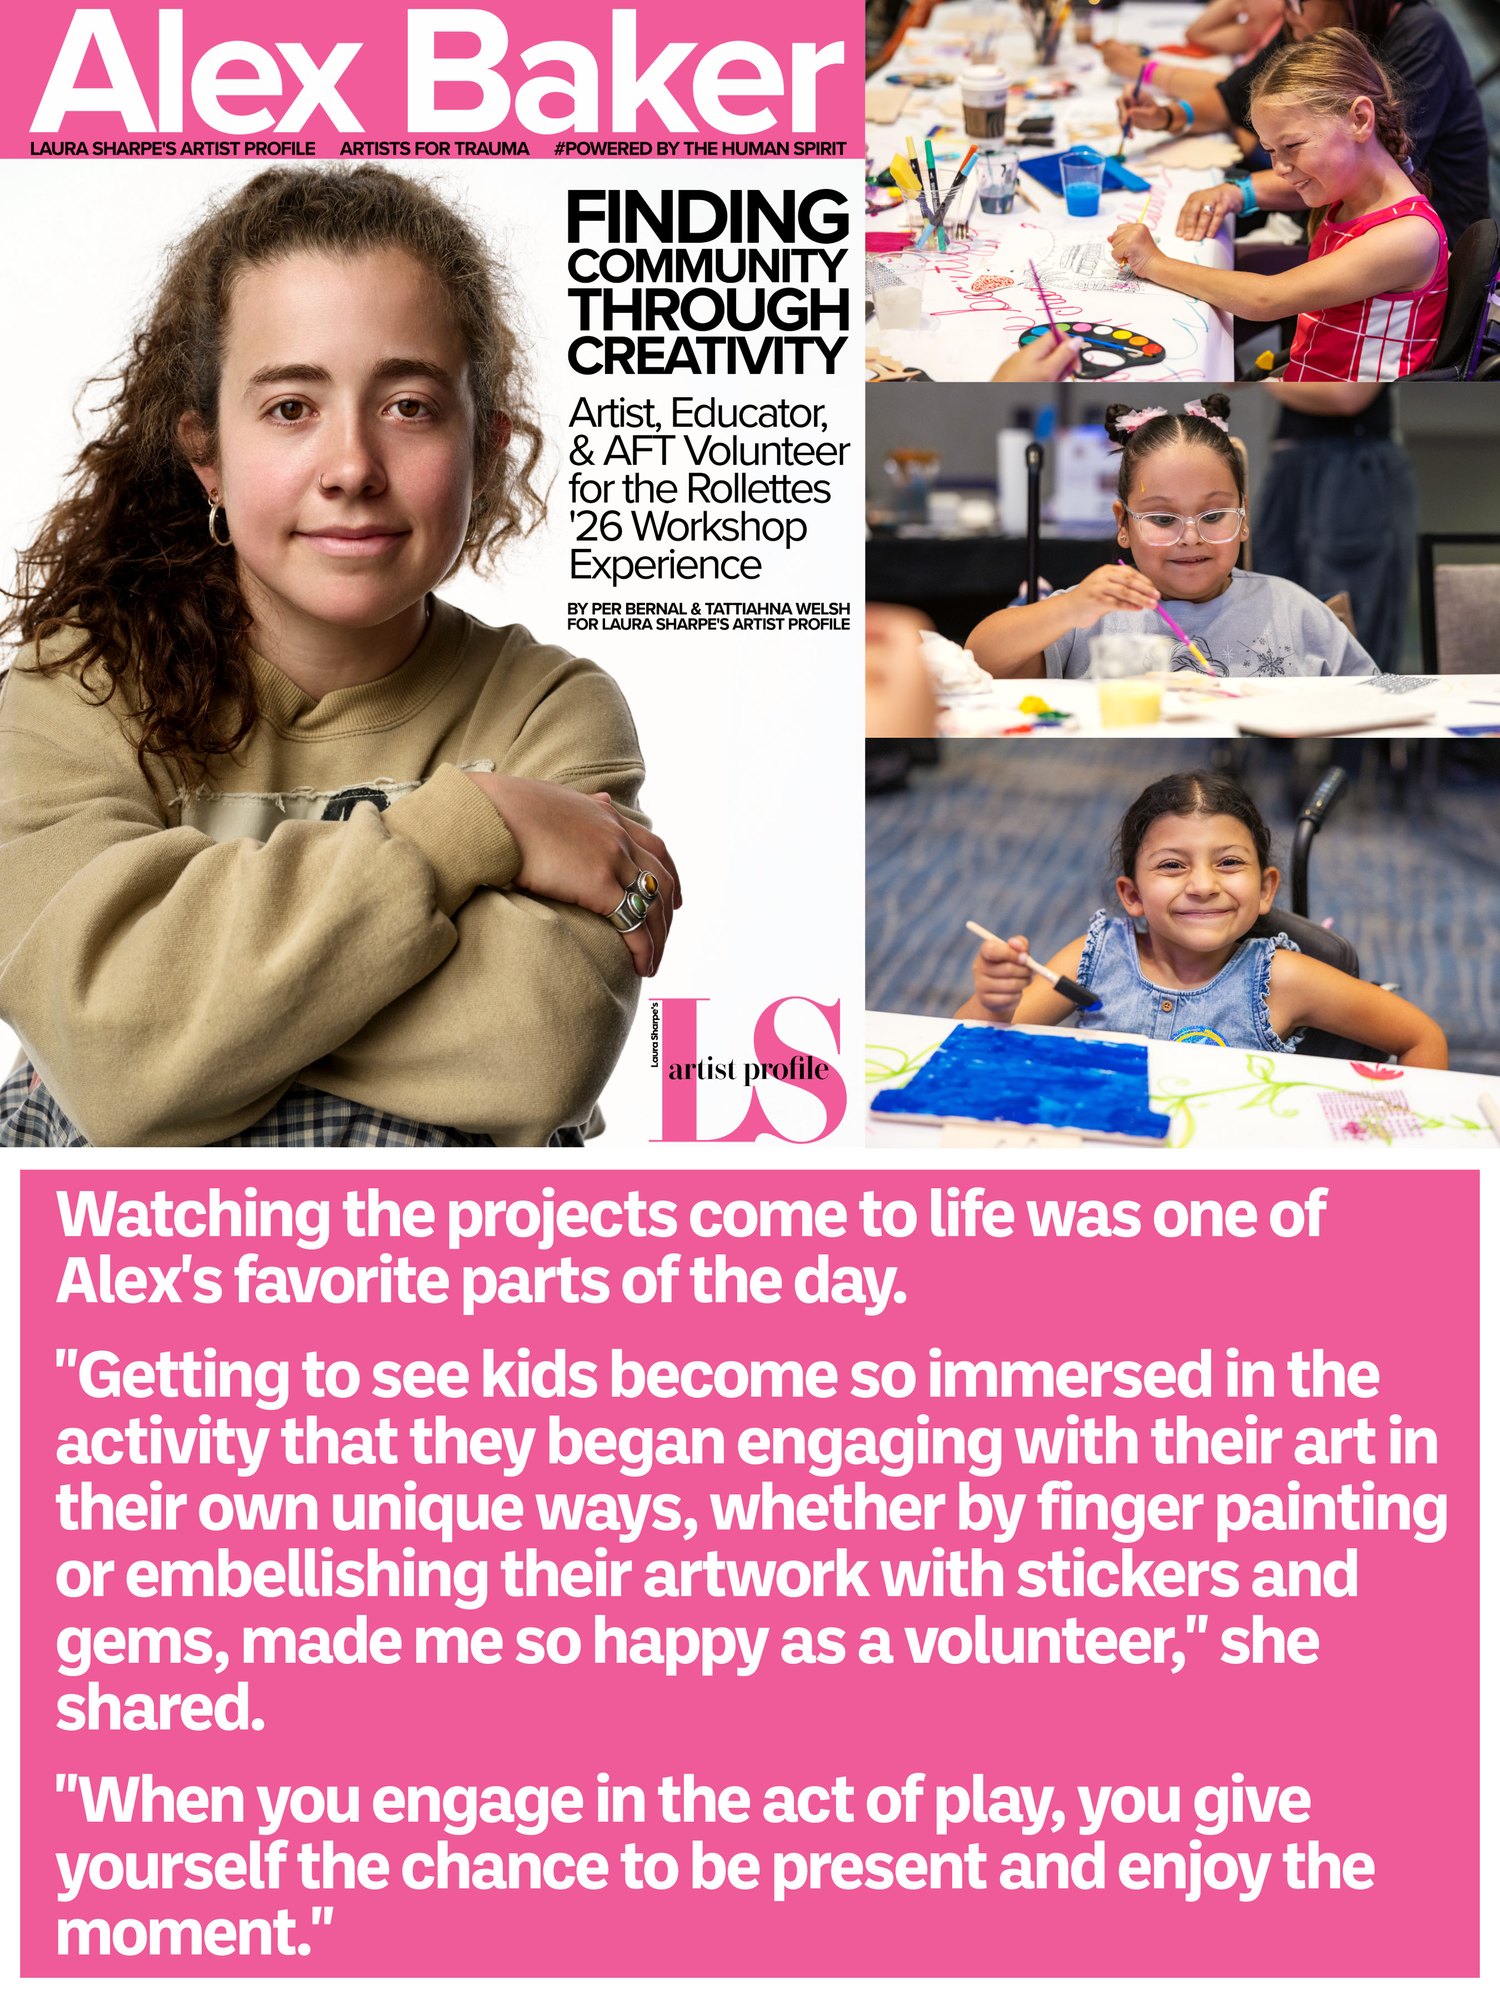 Alex Baker
LAURA SHARPE'S ARTIST PROFILE ARTISTS FOR TRAUMA #POWERED BY THE HUMAN SPIRIT
FINDING
COMMUNITY
THROUGH
CREATIVITY
Artist, Educator,
& AFT Volunteer
for the Rollettes
'26 Workshop
Experience
BY PER BERNAL & TATTIAHNA WELSH
FOR LAURA SHARPE'S ARTIST PROFILE
Laura Sharpe's
LS
artist profile
Watching the projects come to life was one of
Alex's favorite parts of the day.
"Getting to see kids become so immersed in the
activity that they began engaging with their art in
their own unique ways, whether by finger painting
or embellishing their artwork with stickers and
gems, made me so happy as a volunteer," she
shared.
"When you engage in the act of play, you give
yourself the chance to be present and enjoy the
moment."